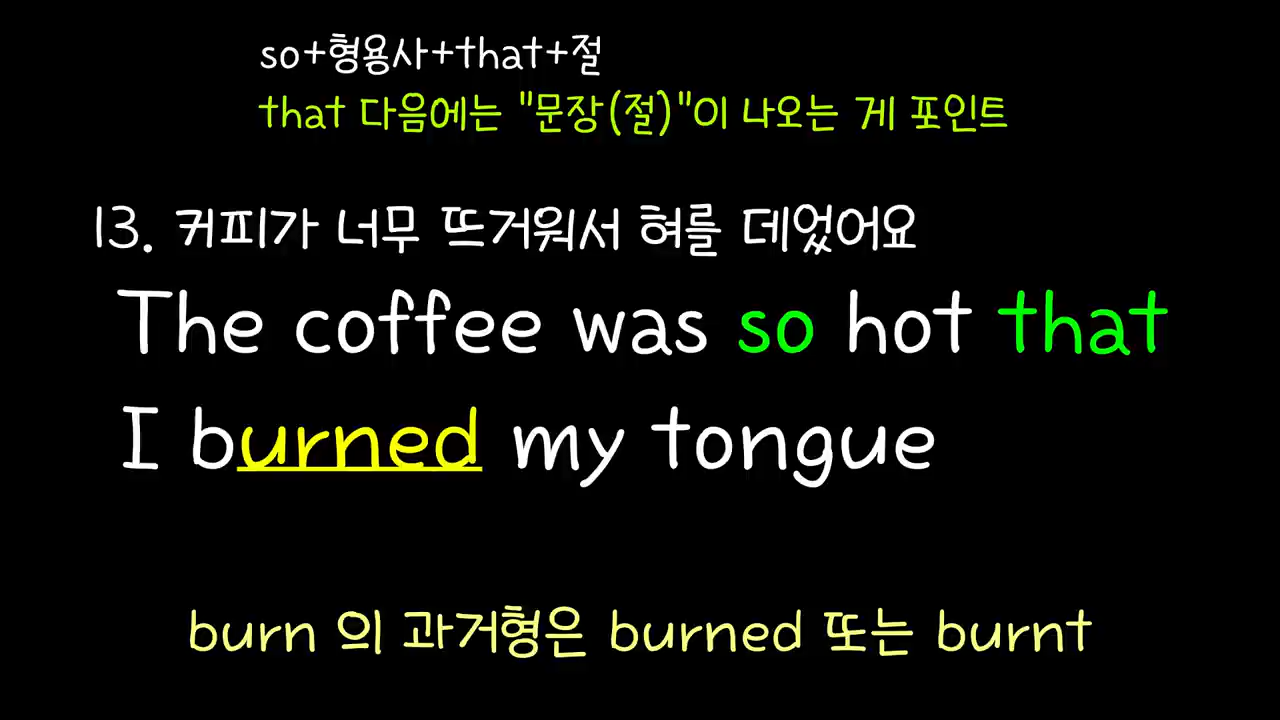 so+형용사+that+절
that 다음에는 "문장(절)"이 나오는 게 포인트
13. 커피가 너무 뜨거워서 혀를 데었어요
The coffee was so hot that
I burned my tongue
burn 의 과거형은 burned 또는 burnt